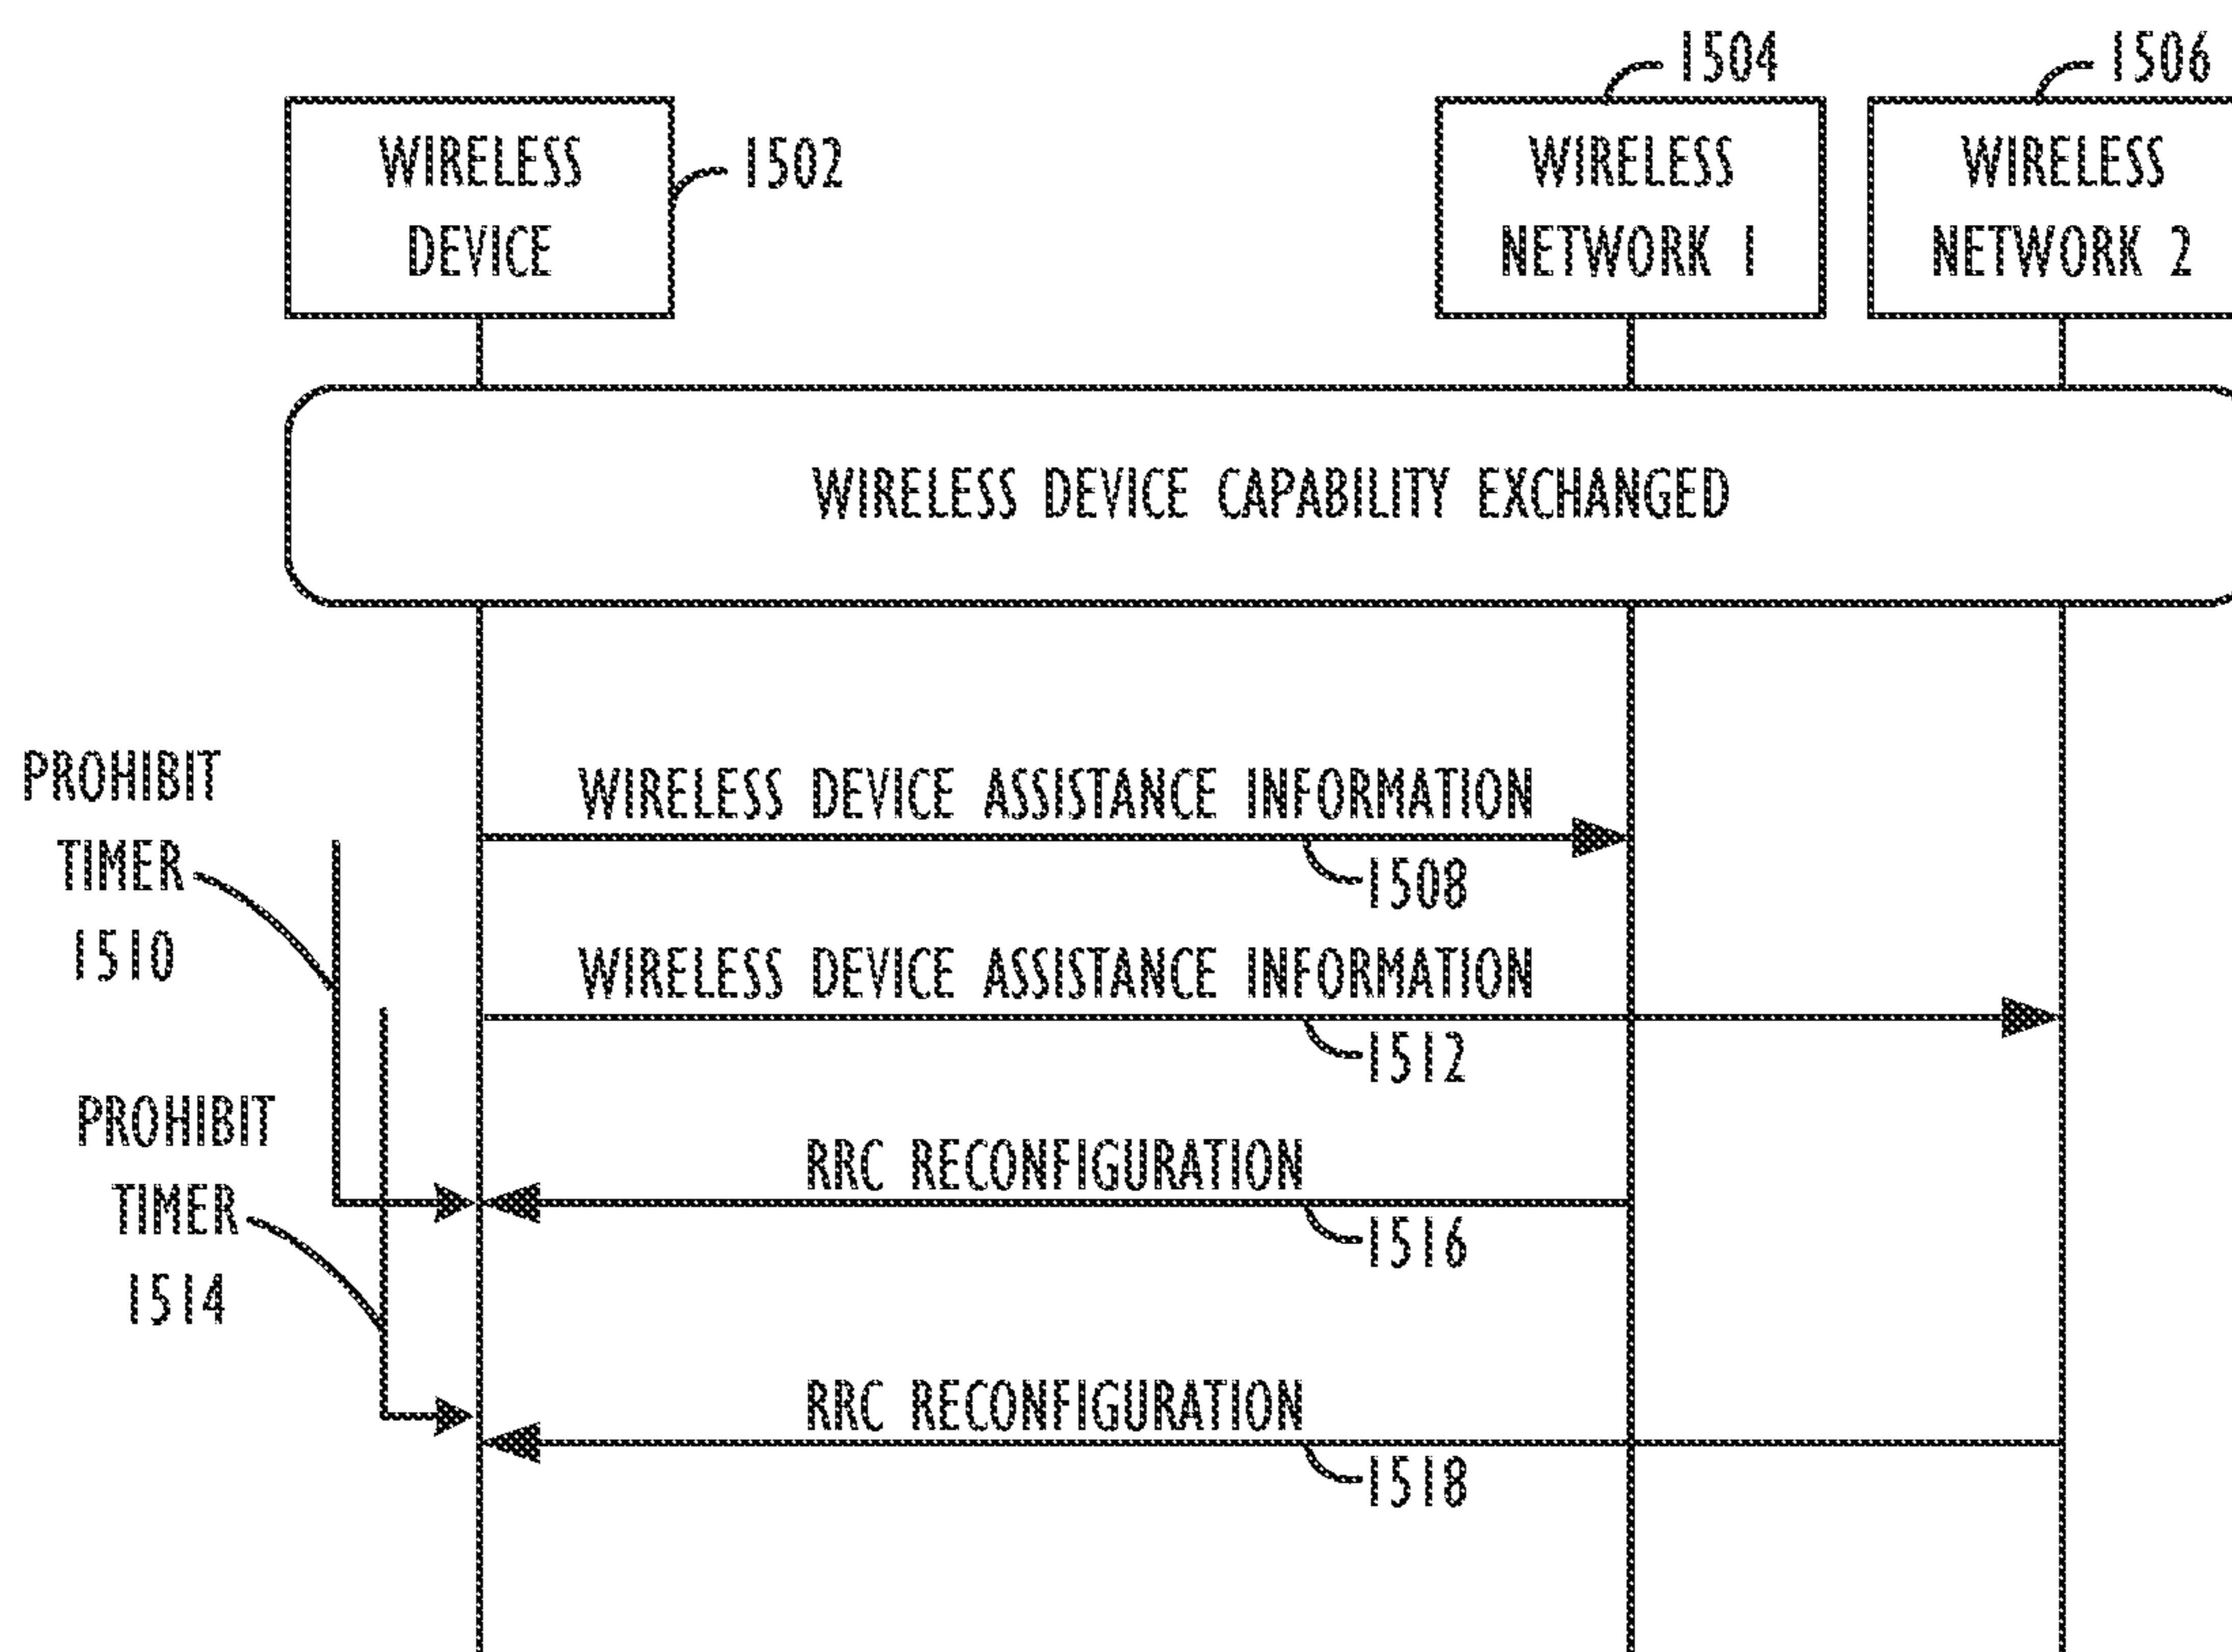 1504
1506
WIRELESS
DEVICE
1502
WIRELESS
NETWORK 1
WIRELESS
NETWORK 2
WIRELESS DEVICE CAPABILITY EXCHANGED
PROHIBIT
TIMER
1510
WIRELESS DEVICE ASSISTANCE INFORMATION
1508
WIRELESS DEVICE ASSISTANCE INFORMATION
1512
PROHIBIT
TIMER
1514
RRC RECONFIGURATION
1516
RRC RECONFIGURATION
1518